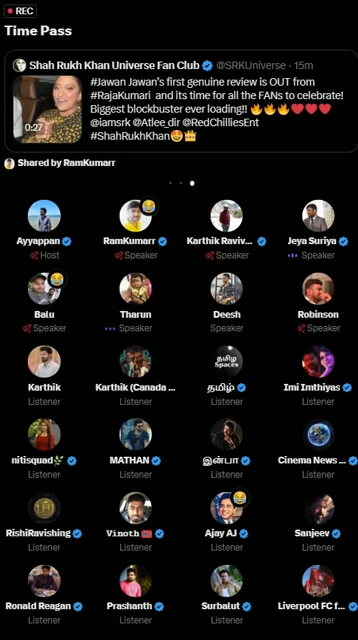 REC
Time Pass
Shah Rukh Khan Universe Fan Club @SRKUniverse · 15m
#Jawan Jawan's first genuine review is OUT from
#RajaKumari and its time for all the FANs to celebrate!
Biggest blockbuster ever loading!! 🔥🔥🔥❤️❤️❤️
@iamsrk @Atlee_dir @RedChilliesEnt
#ShahRukhKhan🤩👑
0:27
Shared by RamKumarr
Ayyappan RamKumarr Karthik Raviv... Jeya Suriya
Host Speaker Speaker Speaker
Balu Tharun Deesh Robinson
Speaker Speaker Speaker Speaker
தமிழ்
Spaces
Karthik Karthik (Canada ... தமிழ் Imi Imthiyas
Listener Listener Listener Listener
nitisquad🌿 MATHAN இன்பா Cinema News ...
Listener Listener Listener Listener
RishiRavishing Vinoth Ajay AJ Sanjeev
Listener Listener Listener Listener
Ronald Reagan Prashanth Surbalut Liverpool FC f...
Listener Listener Listener Listener